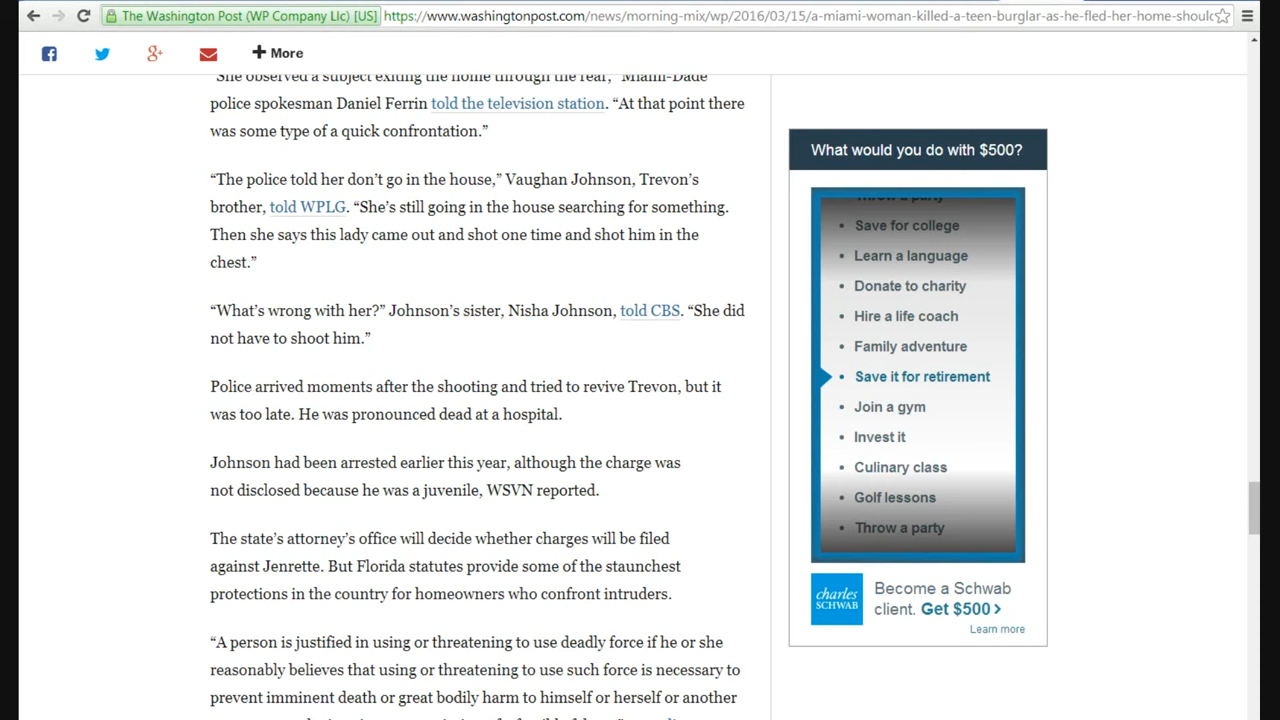 The Washington Post (WP Company Llc) [US] https://www.washingtonpost.com/news/morning-mix/wp/2016/03/15/a-miami-woman-killed-a-teen-burglar-as-he-fled-her-home-shoulc
+ More
“She observed a subject exiting the home through the rear,” Miami-Dade
police spokesman Daniel Ferrin told the television station. “At that point there
was some type of a quick confrontation.”
“The police told her don’t go in the house,” Vaughan Johnson, Trevon’s
brother, told WPLG. “She’s still going in the house searching for something.
Then she says this lady came out and shot one time and shot him in the
chest.”
“What’s wrong with her?” Johnson’s sister, Nisha Johnson, told CBS. “She did
not have to shoot him.”
Police arrived moments after the shooting and tried to revive Trevon, but it
was too late. He was pronounced dead at a hospital.
Johnson had been arrested earlier this year, although the charge was
not disclosed because he was a juvenile, WSVN reported.
The state’s attorney’s office will decide whether charges will be filed
against Jenrette. But Florida statutes provide some of the staunchest
protections in the country for homeowners who confront intruders.
“A person is justified in using or threatening to use deadly force if he or she
reasonably believes that using or threatening to use such force is necessary to
prevent imminent death or great bodily harm to himself or herself or another
What would you do with $500?
Throw a party
• Save for college
• Learn a language
• Donate to charity
• Hire a life coach
• Family adventure
• Save it for retirement
• Join a gym
• Invest it
• Culinary class
• Golf lessons
• Throw a party
charles
SCHWAB
Become a Schwab
client. Get $500 >
Learn more